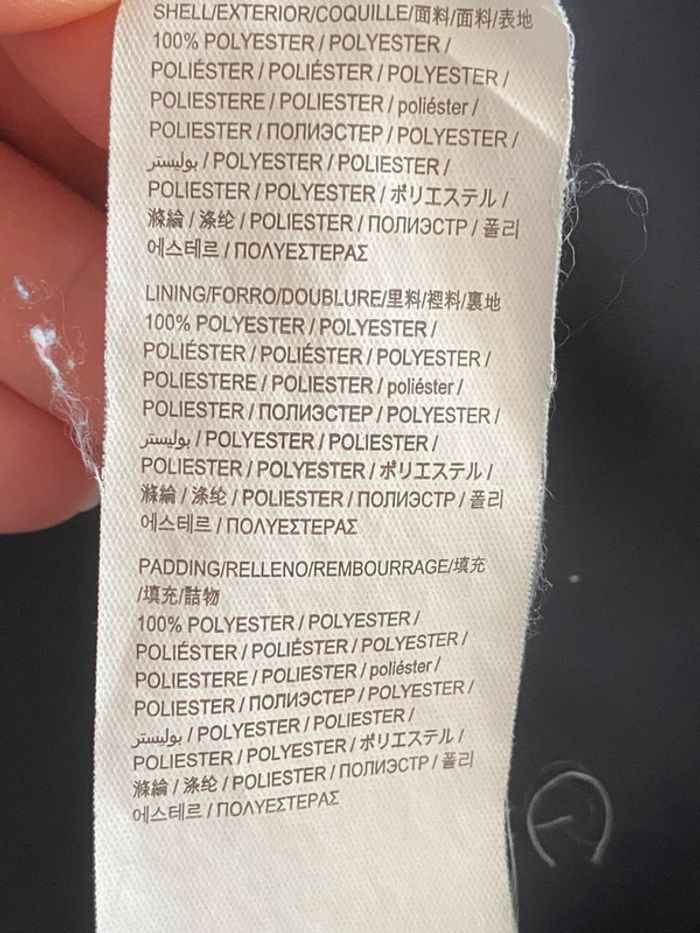 SHELL/EXTERIOR/COQUILLE/面料/面料/表地
100% POLYESTER / POLYESTER /
POLIÉSTER / POLIÉSTER / POLYESTER /
POLIESTERE / POLIESTER / poliéster /
POLIESTER / ПОЛИЭСТЕР / POLYESTER /
بوليستر / POLYESTER / POLIESTER /
POLIESTER / POLYESTER / ポリエステル /
滌綸 / 涤纶 / POLIESTER / ПОЛИЭСТР / 폴리
에스테르 / ΠΟΛΥΕΣΤΕΡΑΣ
LINING/FORRO/DOUBLURE/里料/裡料/裏地
100% POLYESTER / POLYESTER /
POLIÉSTER / POLIÉSTER / POLYESTER /
POLIESTERE / POLIESTER / poliéster /
POLIESTER / ПОЛИЭСТЕР / POLYESTER /
بوليستر / POLYESTER / POLIESTER /
POLIESTER / POLYESTER / ポリエステル /
滌綸 / 涤纶 / POLIESTER / ПОЛИЭСТР / 폴리
에스테르 / ΠΟΛΥΕΣΤΕΡΑΣ
PADDING/RELLENO/REMBOURRAGE/填充
/填充/詰物
100% POLYESTER / POLYESTER /
POLIÉSTER / POLIÉSTER / POLYESTER /
POLIESTERE / POLIESTER / poliéster /
POLIESTER / ПОЛИЭСТЕР / POLYESTER /
بوليستر / POLYESTER / POLIESTER /
POLIESTER / POLYESTER / ポリエステル /
滌綸 / 涤纶 / POLIESTER / ПОЛИЭСТР / 폴리
에스테르 / ΠΟΛΥΕΣΤΕΡΑΣ